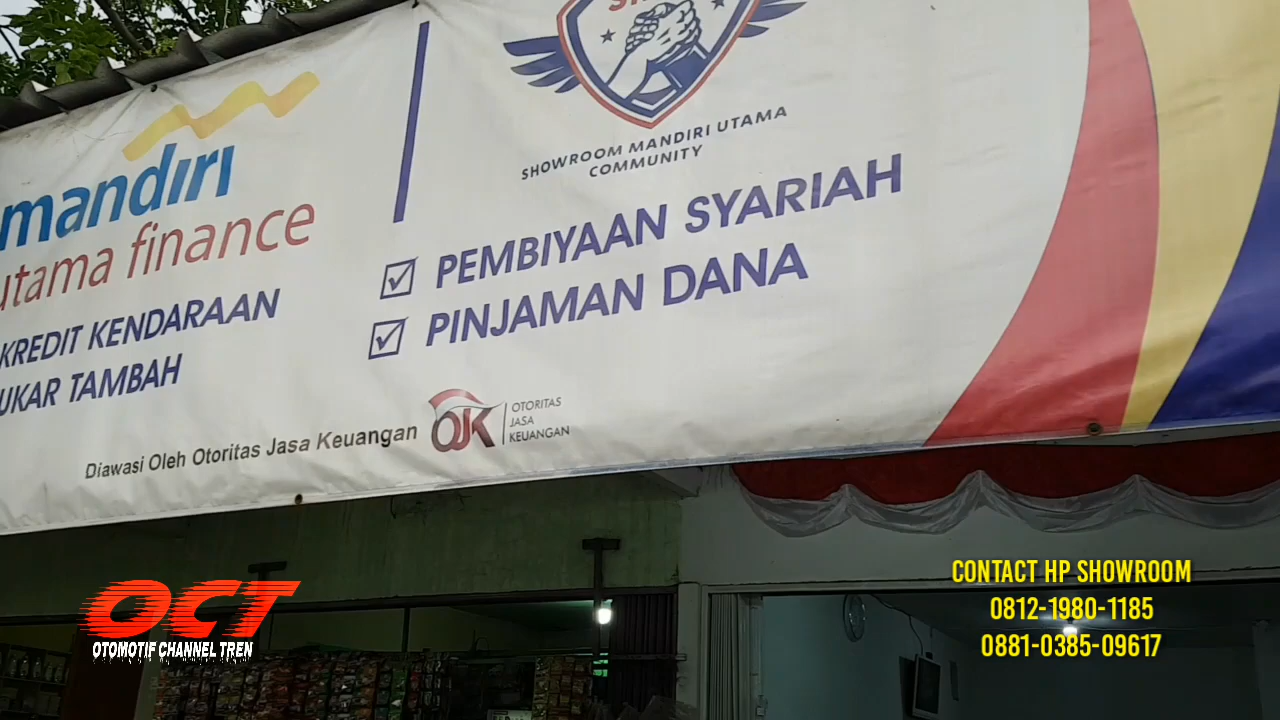 mandiri
utama finance
KREDIT KENDARAAN
UKAR TAMBAH
SHOWROOM MANDIRI UTAMA
COMMUNITY
PEMBIYAAN SYARIAH
PINJAMAN DANA
Diawasi Oleh Otoritas Jasa Keuangan
OJK
OTORITAS
JASA
KEUANGAN
OCT
OTOMOTIF CHANNEL TREN
CONTACT HP SHOWROOM
0812-1980-1185
0881-0385-09617